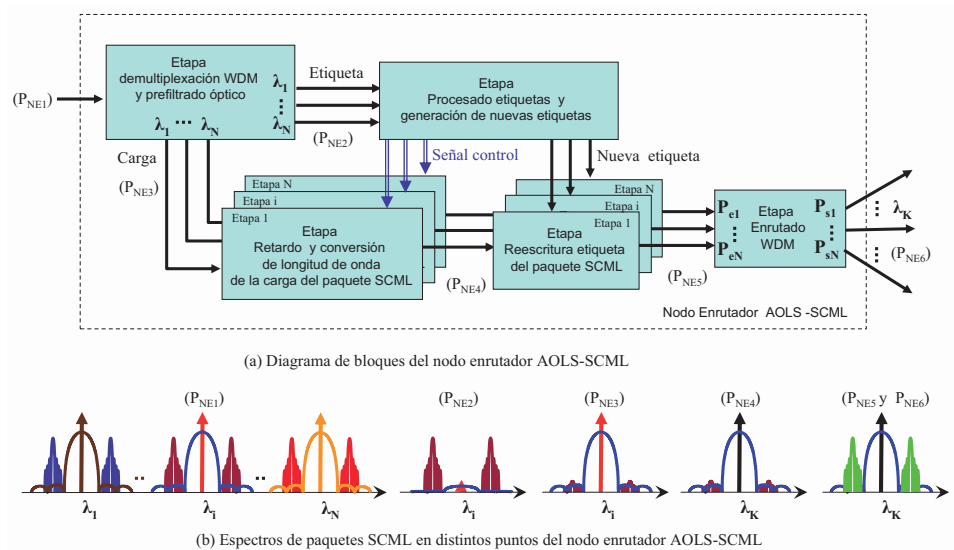 Etapa
demultiplexación WDM
y prefiltrado óptico
λ1
⋮
λN
λ1 ··· λN
(PNE1)
Etiqueta
(PNE2)
Etapa
Procesado etiquetas y
generación de nuevas etiquetas
Carga
(PNE3)
Señal control
Nueva etiqueta
Etapa N
Etapa i
Etapa 1
Etapa
Retardo y conversión
de longitud de onda
de la carga del paquete SCML
(PNE4)
Etapa N
Etapa i
Etapa 1
Etapa
Reescritura etiqueta
del paquete SCML
(PNE5)
Pe1
⋮
PeN
Etapa
Enrutado
WDM
Ps1
⋮
PsN
λK
(PNE6)
Nodo Enrutador AOLS -SCML
(a) Diagrama de bloques del nodo enrutador AOLS-SCML
(PNE1)
(PNE2)
(PNE3)
(PNE4)
(PNE5 y PNE6)
λ1
λi
λN
λi
λi
λK
λK
(b) Espectros de paquetes SCML en distintos puntos del nodo enrutador AOLS-SCML